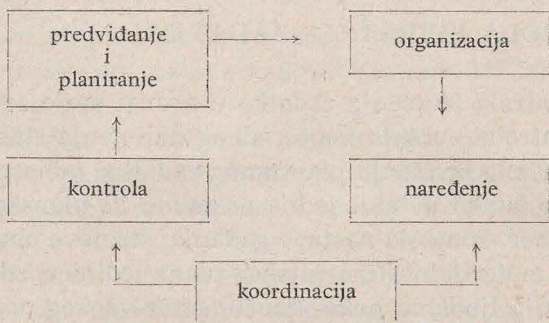 predviđanje
i
planiranje
organizacija
kontrola
naređenje
koordinacija